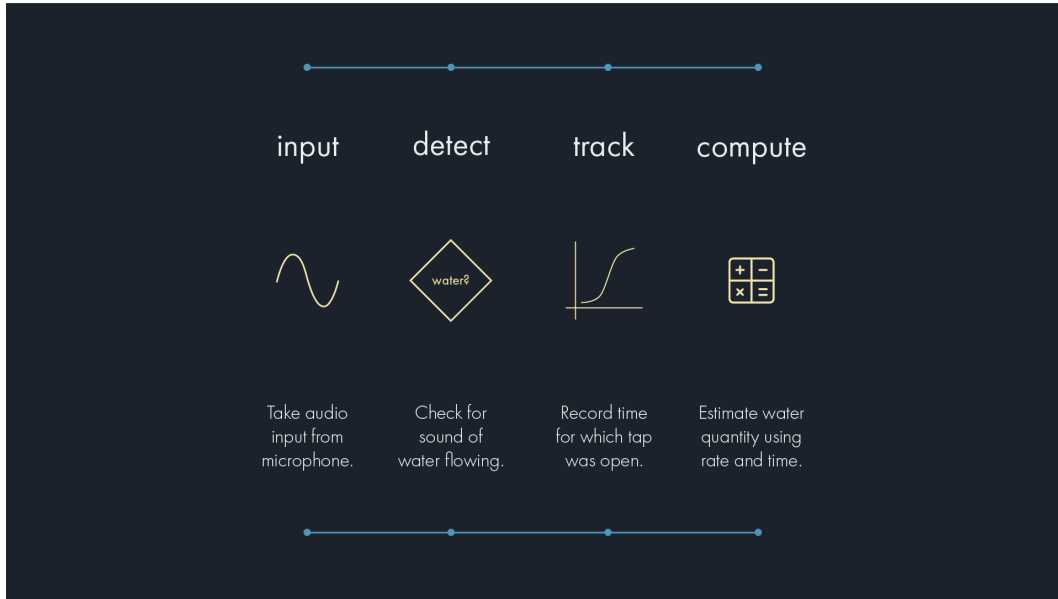 input
detect
track
compute
water?
Take audio
input from
microphone.
Check for
sound of
water flowing.
Record time
for which tap
was open.
Estimate water
quantity using
rate and time.